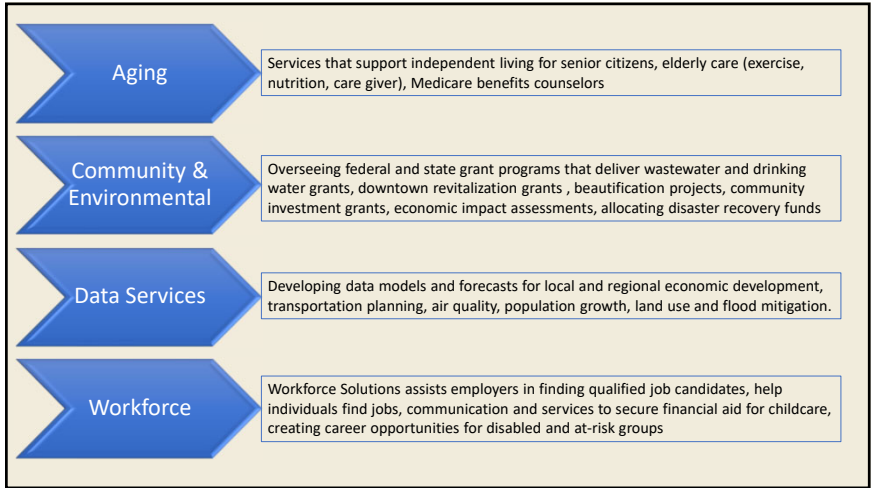 Aging
Services that support independent living for senior citizens, elderly care (exercise,
nutrition, care giver), Medicare benefits counselors
Community &
Environmental
Overseeing federal and state grant programs that deliver wastewater and drinking
water grants, downtown revitalization grants , beautification projects, community
investment grants, economic impact assessments, allocating disaster recovery funds
Data Services
Developing data models and forecasts for local and regional economic development,
transportation planning, air quality, population growth, land use and flood mitigation.
Workforce
Workforce Solutions assists employers in finding qualified job candidates, help
individuals find jobs, communication and services to secure financial aid for childcare,
creating career opportunities for disabled and at-risk groups